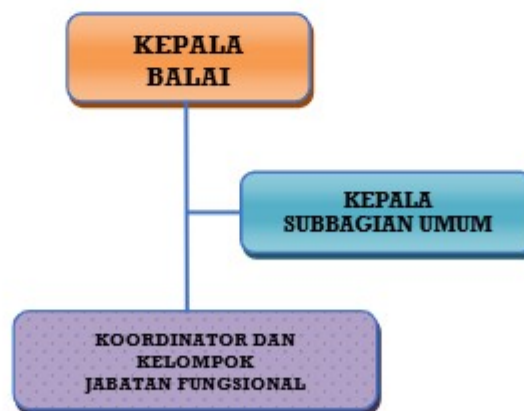 KEPALA
BALAI
KEPALA
SUBBAGIAN UMUM
KOORDINATOR DAN
KELOMPOK
JABATAN FUNGSIONAL